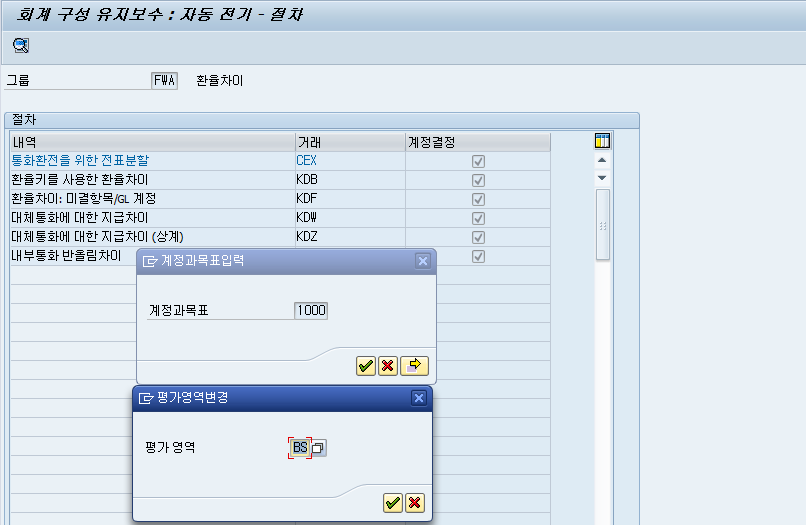 회계 구성 유지보수 : 자동 전기 - 절차
그룹 FWA 환율차이
절차
내역 거래 계정결정
통화환전을 위한 전표분할 CEX
환율키를 사용한 환율차이 KDB
환율차이: 미결항목/GL 계정 KDF
대체통화에 대한 지급차이 KDW
대체통화에 대한 지급차이 (상계) KDZ
내부통화 반올림차이
계정과목표입력
계정과목표 1000
평가영역변경
평가 영역 BS